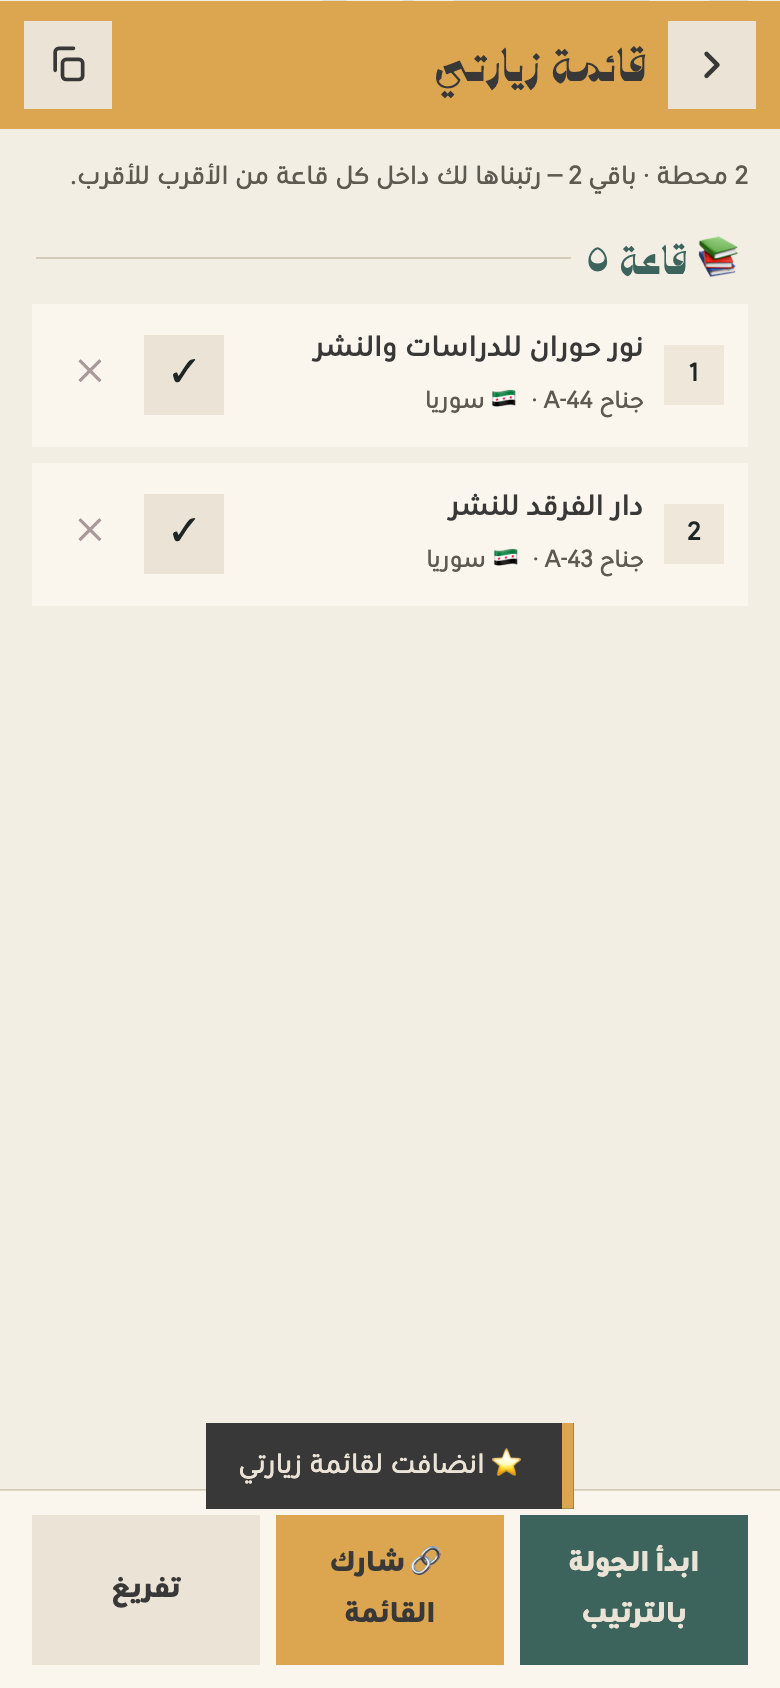 قائمة زيارتي
2 محطة · باقي 2 – رتبناها لك داخل كل قاعة من الأقرب للأقرب.
📚 قاعة ٥
1
نور حوران للدراسات والنشر
جناح A-44 · 🇸🇾 سوريا
✓
×
2
دار الفرقد للنشر
جناح A-43 · 🇸🇾 سوريا
✓
×
⭐ انضافت لقائمة زيارتي
ابدأ الجولة
بالترتيب
🔗 شارك
القائمة
تفريغ